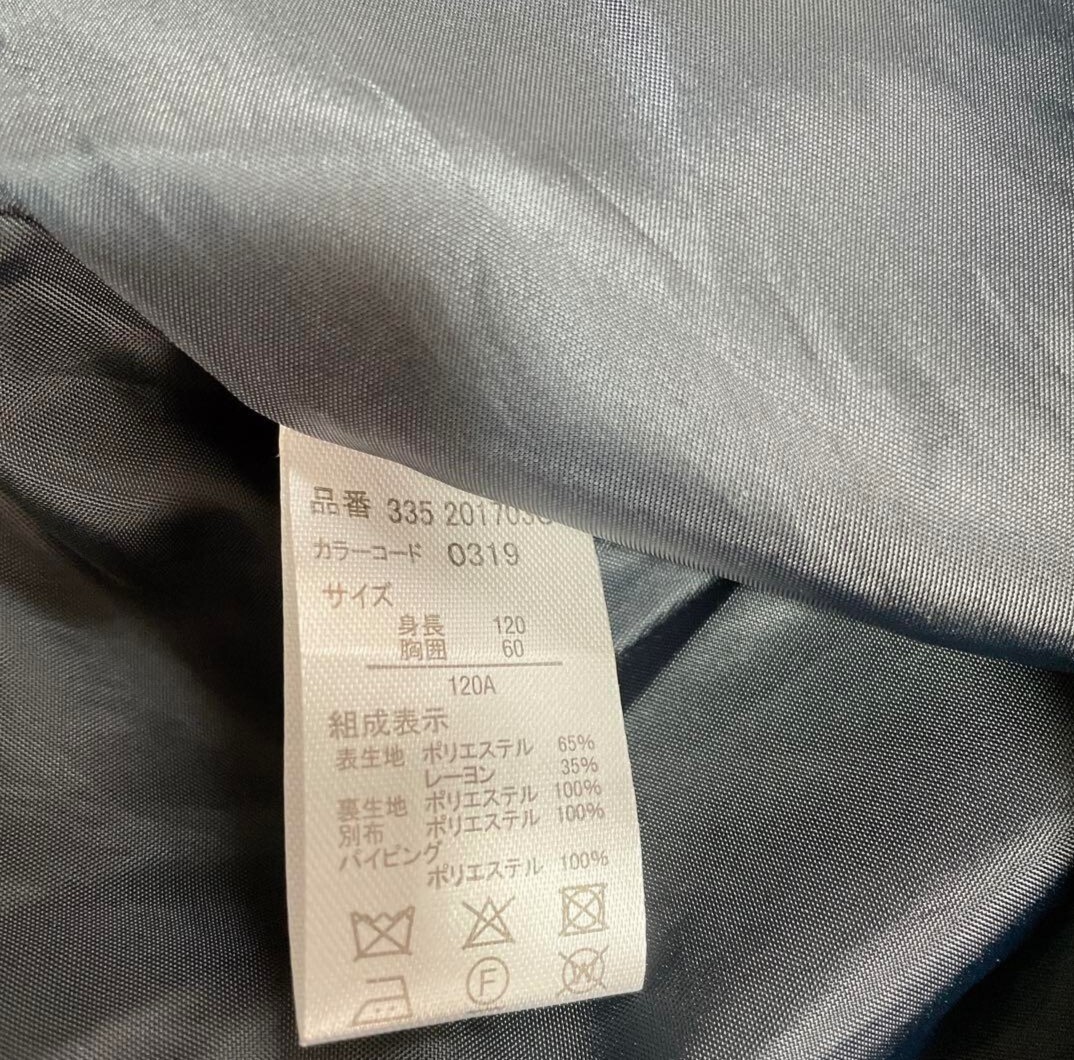 品番 335 201703
カラーコード 0319
サイズ
身長 120
胸囲 60
120A
組成表示
表生地 ポリエステル 65%
レーヨン 35%
裏生地 ポリエステル 100%
別布 ポリエステル 100%
パイピング
ポリエステル 100%
F
W